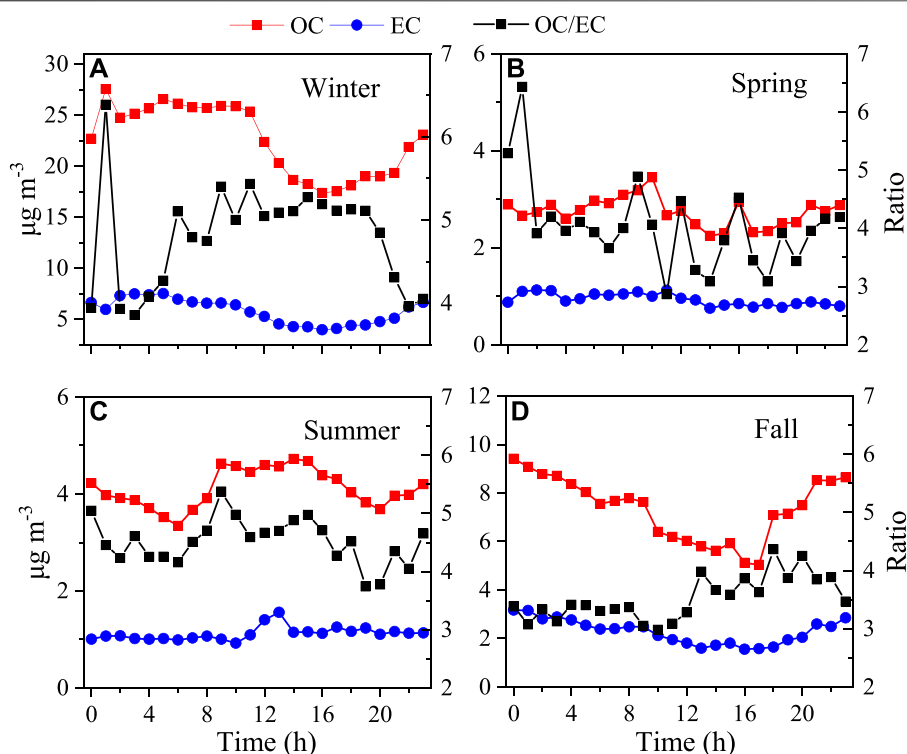 OC EC OC/EC
A Winter
B Spring
30 25 20 15 10 5
7 6 5 4
6 4 2 0
7 6 5 4 3 2
µg m-3
Ratio
C Summer
D Fall
6 4 2 0
7 6 5 4 3 2
12 10 8 6 4 2 0
7 6 5 4 3 2
µg m-3
Ratio
0 4 8 12 16 20
0 4 8 12 16 20
Time (h)
Time (h)